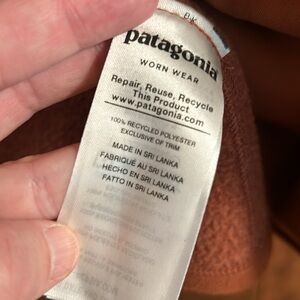 patagonia
WORN WEAR
Repair, Reuse, Recycle
This Product
www.patagonia.com
100% RECYCLED POLYESTER
EXCLUSIVE OF TRIM
MADE IN SRI LANKA
FABRIQUÉ AU SRI LANKA
HECHO EN SRI LANKA
FATTO IN SRI LANKA